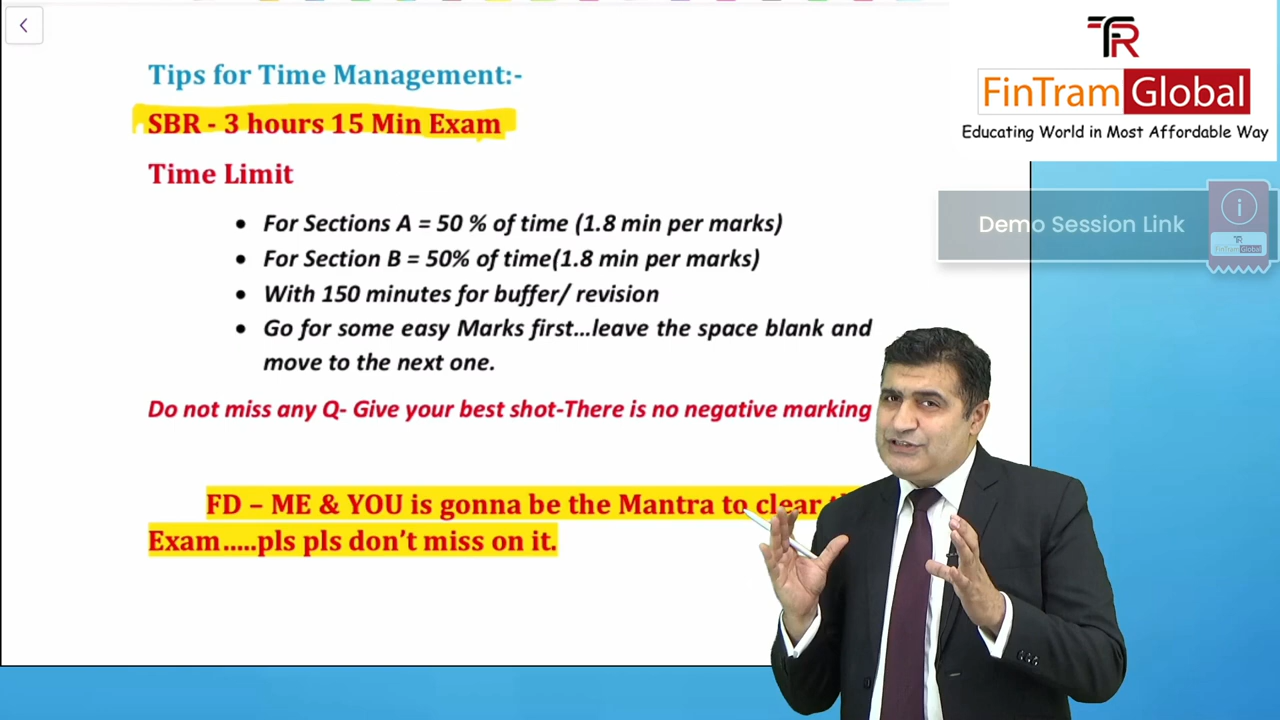 Tips for Time Management:-
SBR - 3 hours 15 Min Exam
Time Limit
• For Sections A = 50 % of time (1.8 min per marks)
• For Section B = 50% of time(1.8 min per marks)
• With 150 minutes for buffer/ revision
• Go for some easy Marks first...leave the space blank and
move to the next one.
Do not miss any Q- Give your best shot-There is no negative marking
FD – ME & YOU is gonna be the Mantra to clear
Exam.....pls pls don't miss on it.
TFR
FinTram Global
Educating World in Most Affordable Way
Demo Session Link
i
FinTram Global